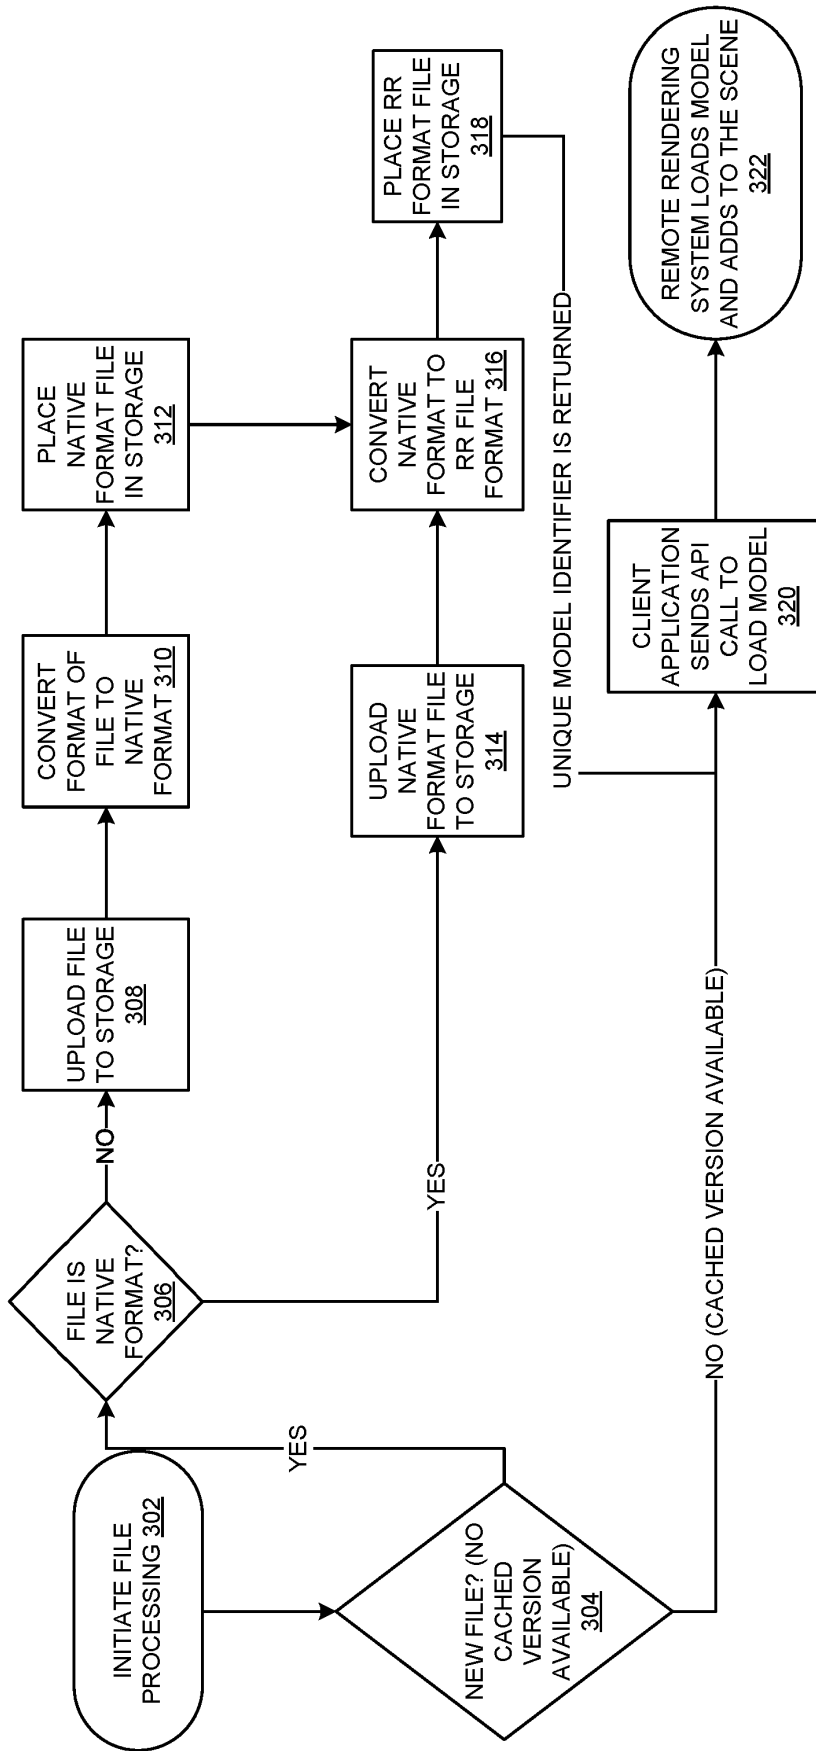 INITIATE FILE
PROCESSING 302
NEW FILE? (NO
CACHED
VERSION
AVAILABLE)
304
YES
FILE IS
NATIVE
FORMAT?
306
NO
UPLOAD FILE
TO STORAGE
308
CONVERT
FORMAT OF
FILE TO
NATIVE
FORMAT 310
PLACE
NATIVE
FORMAT FILE
IN STORAGE
312
YES
UPLOAD
NATIVE
FORMAT FILE
TO STORAGE
314
CONVERT
NATIVE
FORMAT TO
RR FILE
FORMAT 316
PLACE RR
FORMAT FILE
IN STORAGE
318
UNIQUE MODEL IDENTIFIER IS RETURNED
NO (CACHED VERSION AVAILABLE)
CLIENT
APPLICATION
SENDS API
CALL TO
LOAD MODEL
320
REMOTE RENDERING
SYSTEM LOADS MODEL
AND ADDS TO THE SCENE
322